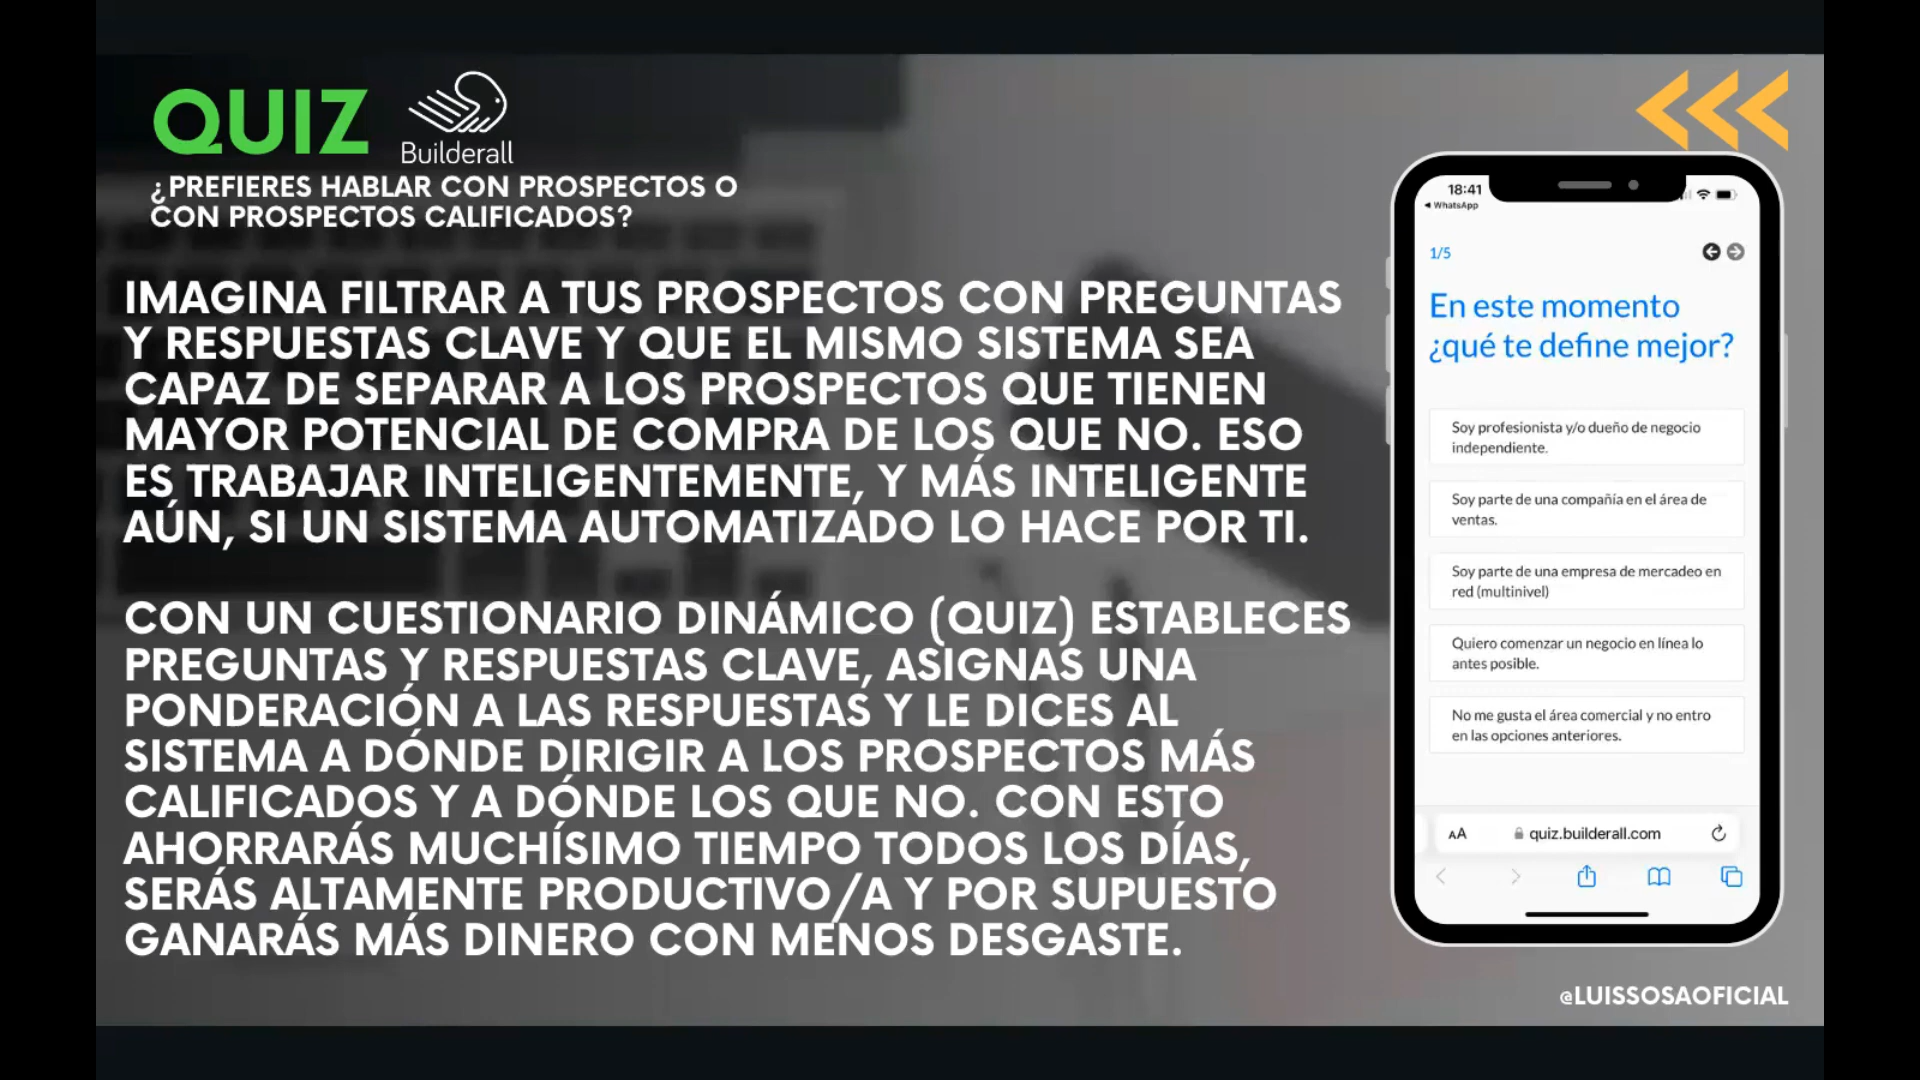 QUIZ
Builderall
¿PREFIERES HABLAR CON PROSPECTOS O
CON PROSPECTOS CALIFICADOS?
IMAGINA FILTRAR A TUS PROSPECTOS CON PREGUNTAS
Y RESPUESTAS CLAVE Y QUE EL MISMO SISTEMA SEA
CAPAZ DE SEPARAR A LOS PROSPECTOS QUE TIENEN
MAYOR POTENCIAL DE COMPRA DE LOS QUE NO. ESO
ES TRABAJAR INTELIGENTEMENTE, Y MÁS INTELIGENTE
AÚN, SI UN SISTEMA AUTOMATIZADO LO HACE POR TI.
CON UN CUESTIONARIO DINÁMICO (QUIZ) ESTABLECES
PREGUNTAS Y RESPUESTAS CLAVE, ASIGNAS UNA
PONDERACIÓN A LAS RESPUESTAS Y LE DICES AL
SISTEMA A DÓNDE DIRIGIR A LOS PROSPECTOS MÁS
CALIFICADOS Y A DÓNDE LOS QUE NO. CON ESTO
AHORRARÁS MUCHÍSIMO TIEMPO TODOS LOS DÍAS,
SERÁS ALTAMENTE PRODUCTIVO/A Y POR SUPUESTO
GANARÁS MÁS DINERO CON MENOS DESGASTE.
18:41
WhatsApp
1/5
En este momento
¿qué te define mejor?
Soy profesionista y/o dueño de negocio
independiente.
Soy parte de una compañía en el área de
ventas.
Soy parte de una empresa de mercadeo en
red (multinivel)
Quiero comenzar un negocio en línea lo
antes posible.
No me gusta el área comercial y no entro
en las opciones anteriores.
AA quiz.builderall.com
@LUISSOSAOFICIAL